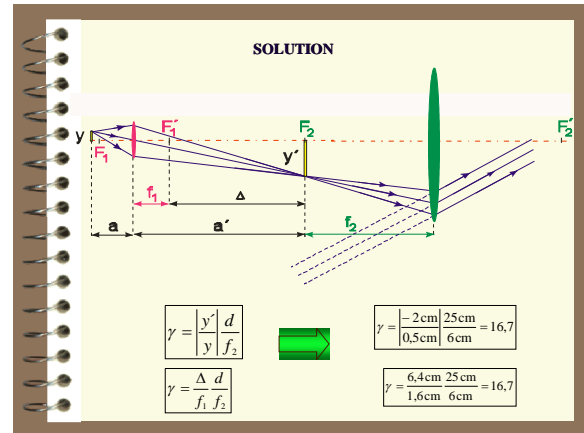 SOLUTION
y F₁ F₁´ F₂ y´ F₂´
f₁ Δ
a a´ f₂
γ = |y´/y| d/f₂
γ = |−2cm/0,5cm| 25cm/6cm = 16,7
γ = Δ/f₁ d/f₂
γ = 6,4cm/1,6cm 25cm/6cm = 16,7